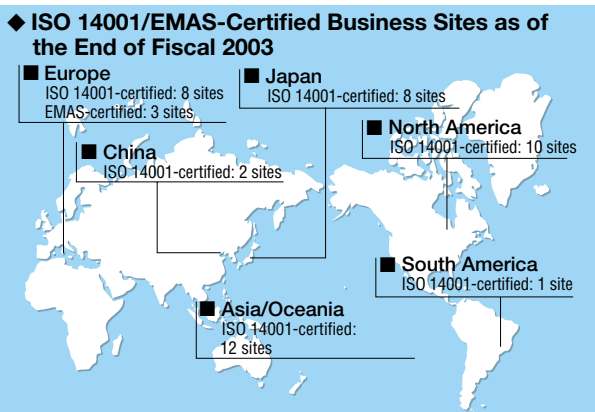 ◆ ISO 14001/EMAS-Certified Business Sites as of
the End of Fiscal 2003
■ Europe
ISO 14001-certified: 8 sites
EMAS-certified: 3 sites
■ Japan
ISO 14001-certified: 8 sites
■ North America
ISO 14001-certified: 10 sites
■ China
ISO 14001-certified: 2 sites
■ South America
ISO 14001-certified: 1 site
■ Asia/Oceania
ISO 14001-certified:
12 sites